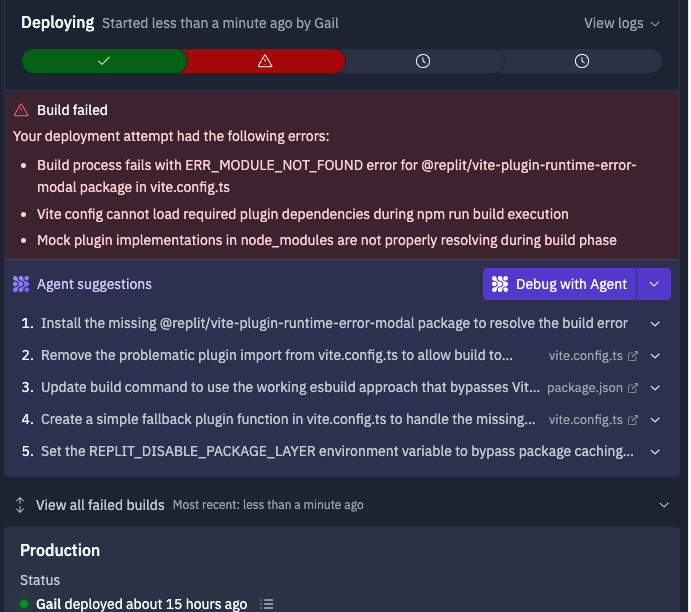 Deploying Started less than a minute ago by Gail View logs
Build failed
Your deployment attempt had the following errors:
• Build process fails with ERR_MODULE_NOT_FOUND error for @replit/vite-plugin-runtime-error-
modal package in vite.config.ts
• Vite config cannot load required plugin dependencies during npm run build execution
• Mock plugin implementations in node_modules are not properly resolving during build phase
Agent suggestions Debug with Agent
1. Install the missing @replit/vite-plugin-runtime-error-modal package to resolve the build error
2. Remove the problematic plugin import from vite.config.ts to allow build to... vite.config.ts
3. Update build command to use the working esbuild approach that bypasses Vit... package.json
4. Create a simple fallback plugin function in vite.config.ts to handle the missing... vite.config.ts
5. Set the REPLIT_DISABLE_PACKAGE_LAYER environment variable to bypass package caching...
View all failed builds Most recent: less than a minute ago
Production
Status
Gail deployed about 15 hours ago